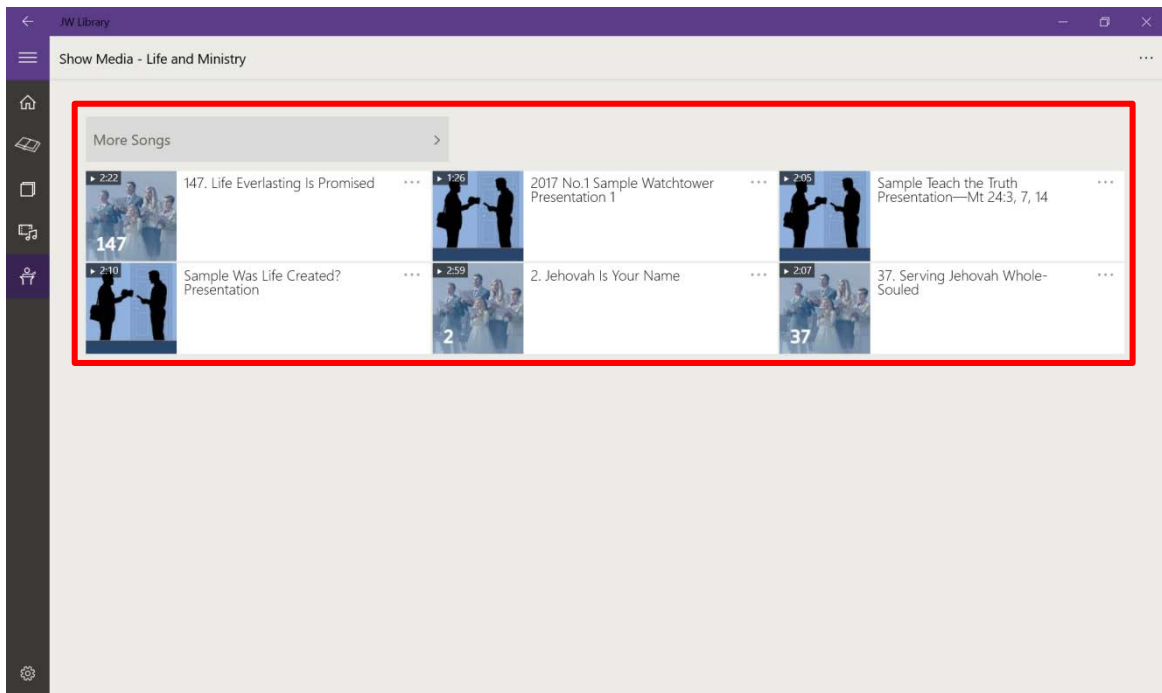 JW Library
Show Media - Life and Ministry
More Songs
2:22
147
147. Life Everlasting Is Promised
1:26
2017 No.1 Sample Watchtower
Presentation 1
2:05
Sample Teach the Truth
Presentation—Mt 24:3, 7, 14
2:10
Sample Was Life Created?
Presentation
2:59
2
2. Jehovah Is Your Name
2:07
37
37. Serving Jehovah Whole-
Souled